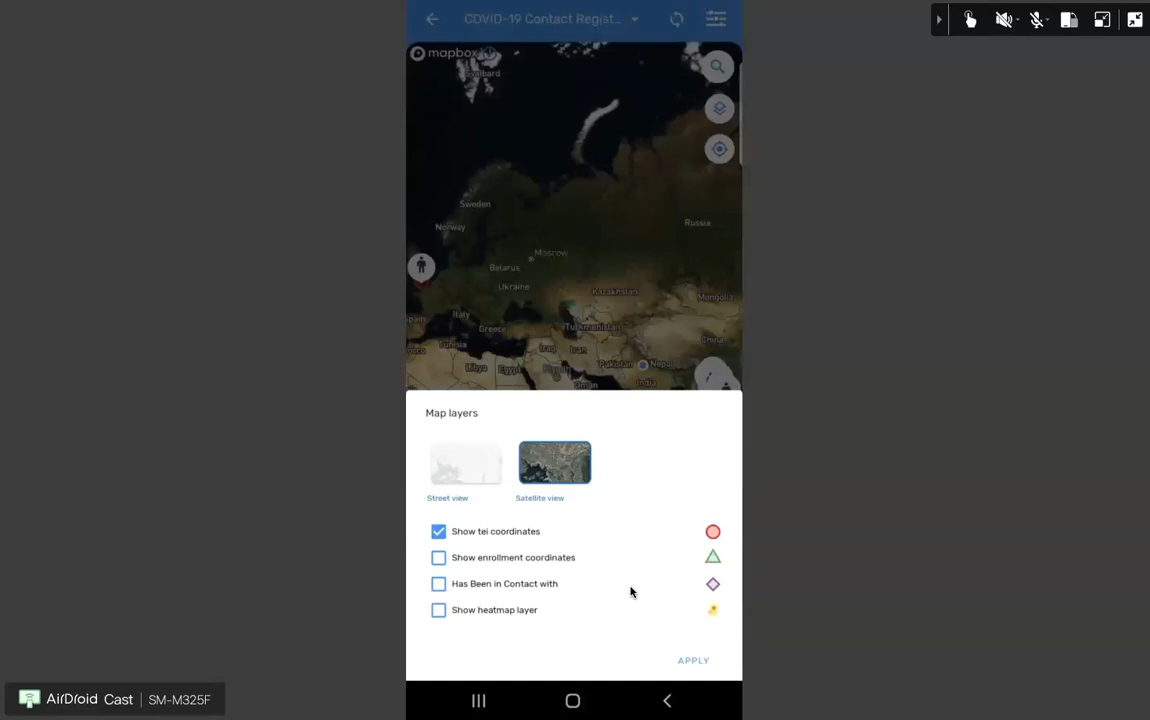 COVID-19 Contact Regist...
mapbox
Svalbard
Sweden
Norway
Russia
Moscow
Belarus
Ukraine
Kazakhstan
Mongolia
Italy
Greece
Turkmenistan
China
Tunisia
Iraq
Iran
Pakistan
Nepal
Libya
Egypt
Oman
India
Map layers
Street view
Satellite view
Show tei coordinates
Show enrollment coordinates
Has Been in Contact with
Show heatmap layer
APPLY
AirDroid Cast | SM-M325F